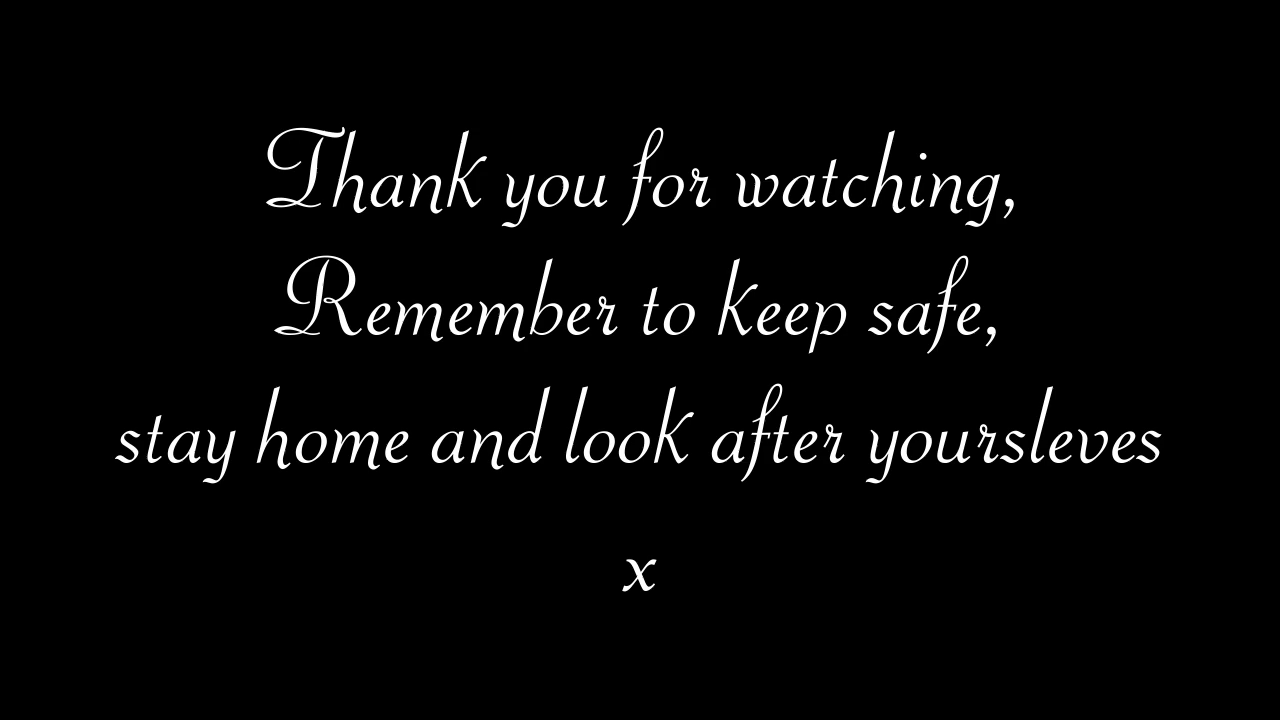 Thank you for watching,
Remember to keep safe,
stay home and look after yoursleves
x